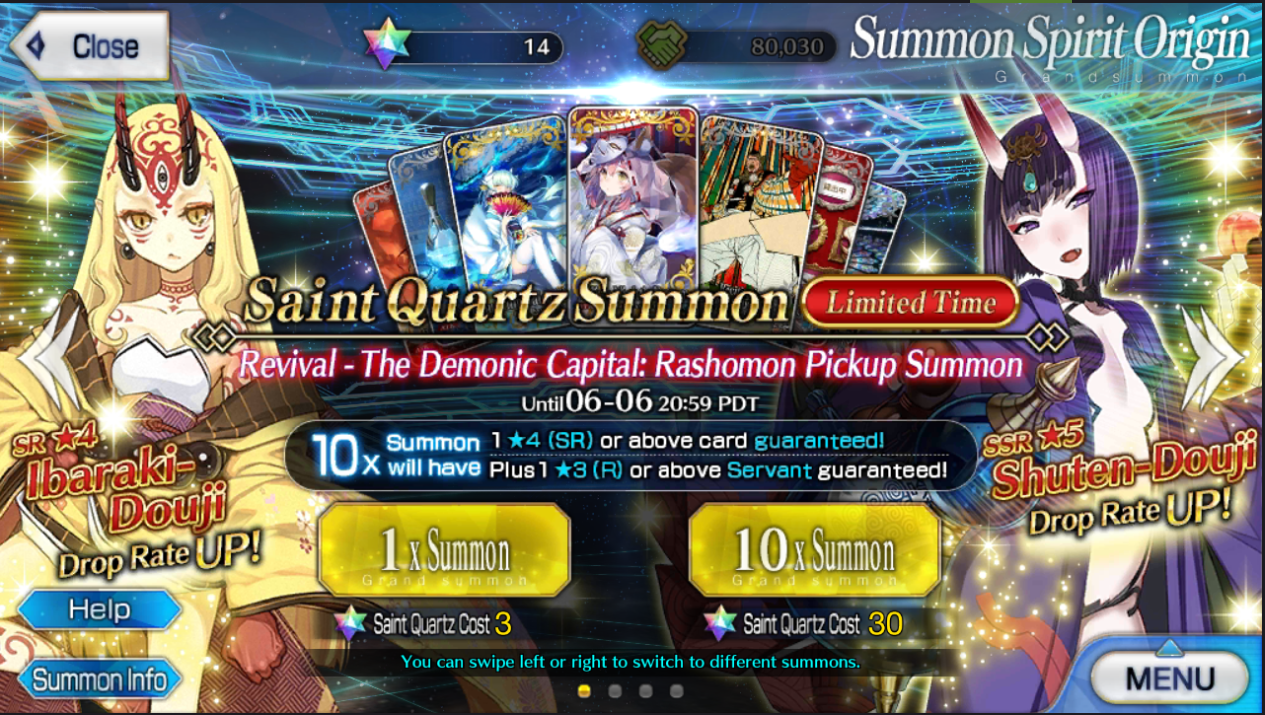 Close
14
80,030
Summon Spirit Origin
Grandsummon
Saint Quartz Summon
Limited Time
Revival - The Demonic Capital: Rashomon Pickup Summon
Until 06-06 20:59 PDT
10x Summon will have
1 ★4 (SR) or above card guaranteed!
Plus 1 ★3 (R) or above Servant guaranteed!
SR ★4
Ibaraki-
Douji
Drop Rate UP!
SSR ★5
Shuten-Douji
Drop Rate UP!
1 x Summon
Grand summon
10 x Summon
Grand summon
Saint Quartz Cost 3
Saint Quartz Cost 30
Help
Summon Info
You can swipe left or right to switch to different summons.
MENU